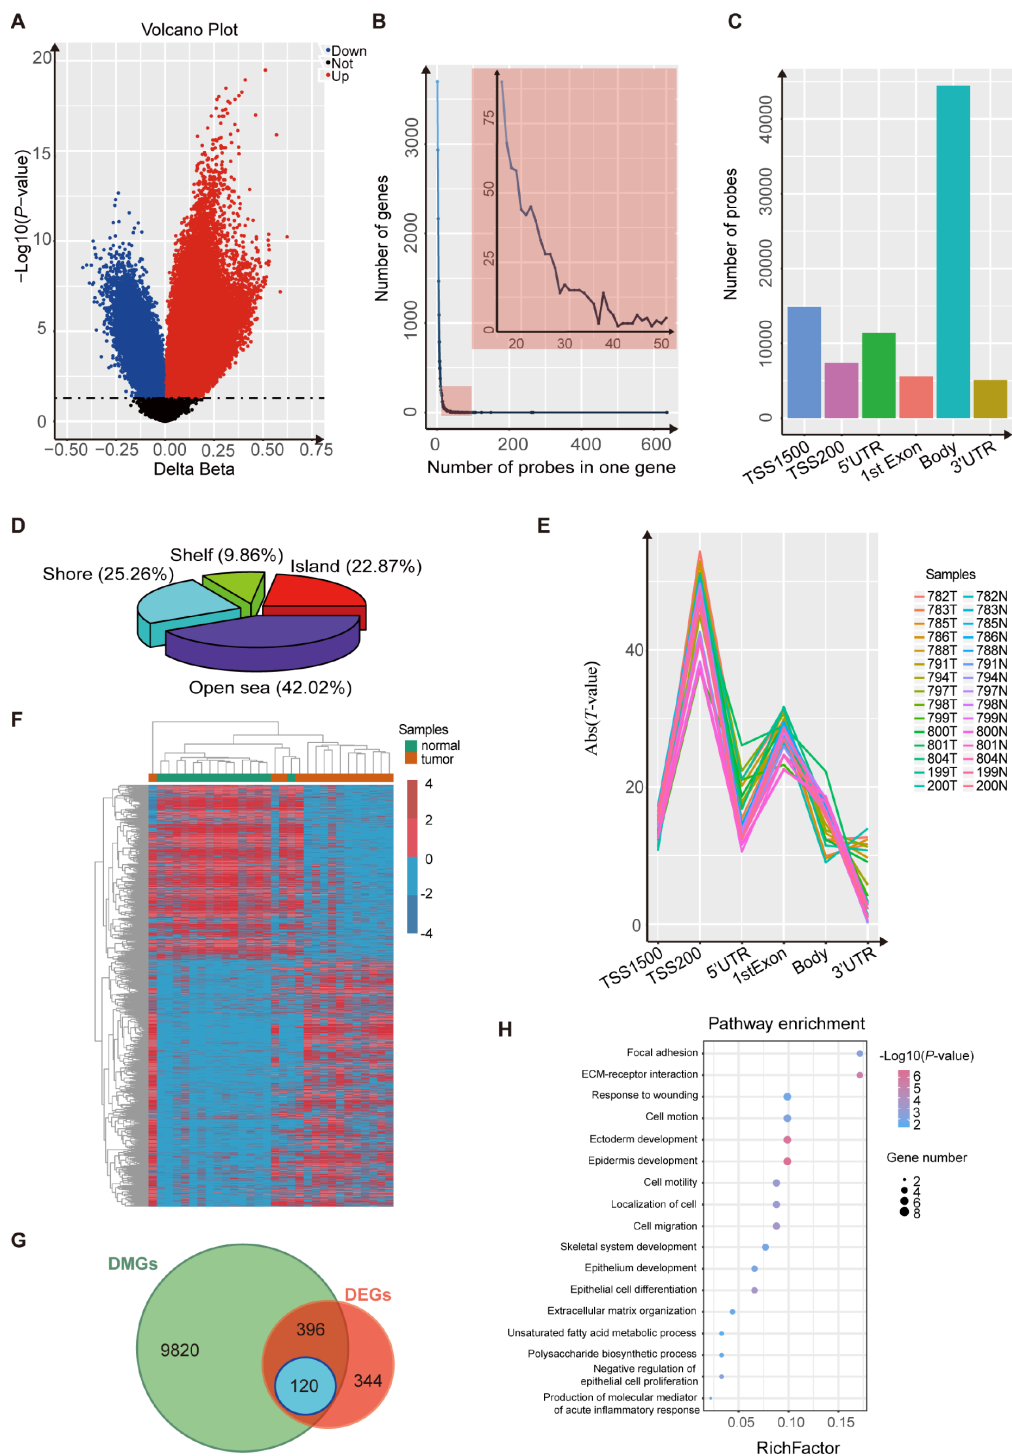 A
Volcano Plot
Down
Not
Up
−Log10(P−value)
20
15
10
5
0
−0.50
−0.25
0.00
0.25
0.50
0.75
Delta Beta
B
Number of genes
3000
2000
1000
0
75
50
25
0
20
30
40
50
0
200
400
600
Number of probes in one gene
C
Number of probes
40000
30000
20000
10000
0
TSS1500
TSS200
5'UTR
1st Exon
Body
3'UTR
D
Shelf (9.86%)
Island (22.87%)
Shore (25.26%)
Open sea (42.02%)
E
Abs(T-value)
40
20
0
TSS1500
TSS200
5'UTR
1stExon
Body
3'UTR
Samples
782T 782N
783T 783N
785T 785N
786T 786N
788T 788N
791T 791N
794T 794N
797T 797N
798T 798N
799T 799N
800T 800N
801T 801N
804T 804N
199T 199N
200T 200N
F
Samples
normal
tumor
4
2
0
-2
-4
G
DMGs
DEGs
9820
396
120
344
H
Pathway enrichment
Focal adhesion
ECM-receptor interaction
Response to wounding
Cell motion
Ectoderm development
Epidermis development
Cell motility
Localization of cell
Cell migration
Skeletal system development
Epithelium development
Epithelial cell differentiation
Extracellular matrix organization
Unsaturated fatty acid metabolic process
Polysaccharide biosynthetic process
Negative regulation of
epithelial cell proliferation
Production of molecular mediator
of acute inflammatory response
0.05
0.10
0.15
RichFactor
-Log10(P-value)
6
5
4
3
2
Gene number
2
4
6
8